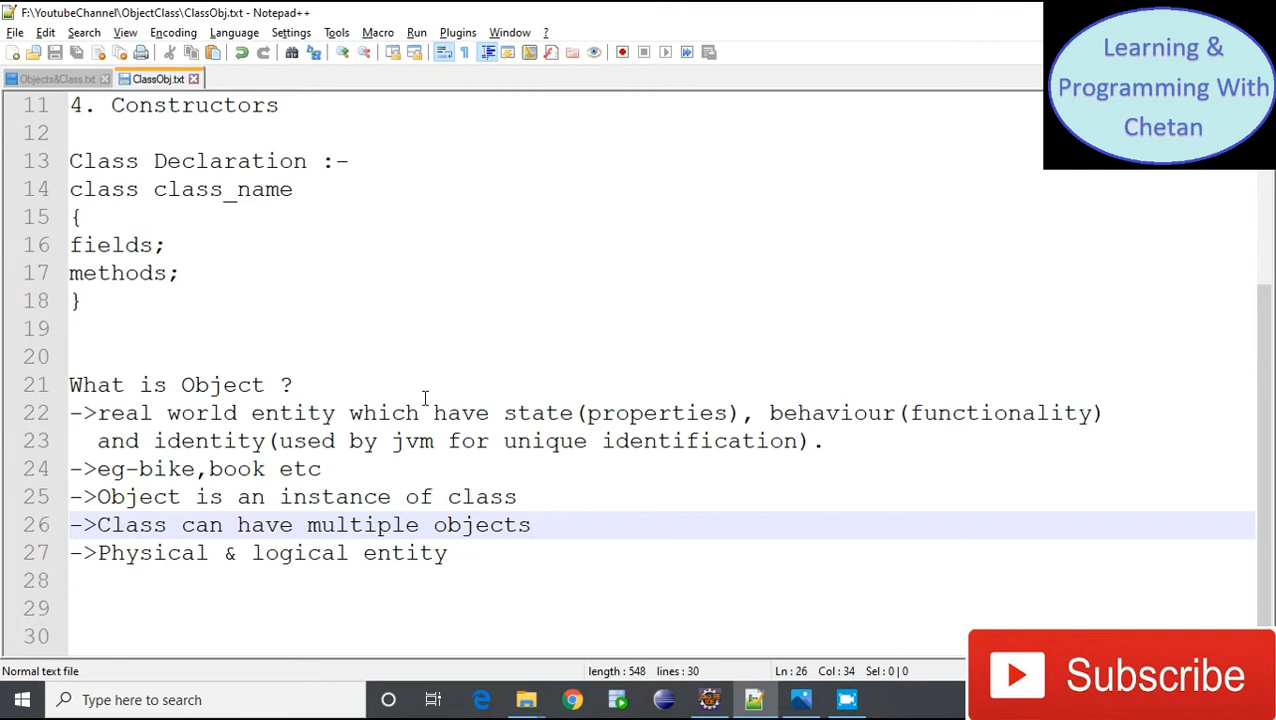 F:\YoutubeChannel\ObjectClass\ClassObj.txt - Notepad++
File Edit Search View Encoding Language Settings Tools Macro Run Plugins Window ?
Objects&Class.txt ClassObj.txt
Learning &
Programming With
Chetan
11 4. Constructors
12
13 Class Declaration :-
14 class class_name
15 {
16 fields;
17 methods;
18 }
19
20
21 What is Object ?
22 ->real world entity which have state(properties), behaviour(functionality)
23 and identity(used by jvm for unique identification).
24 ->eg-bike,book etc
25 ->Object is an instance of class
26 ->Class can have multiple objects
27 ->Physical & logical entity
28
29
30
Normal text file length : 548 lines : 30 Ln : 26 Col : 34 Sel : 0 | 0
Subscribe
Type here to search